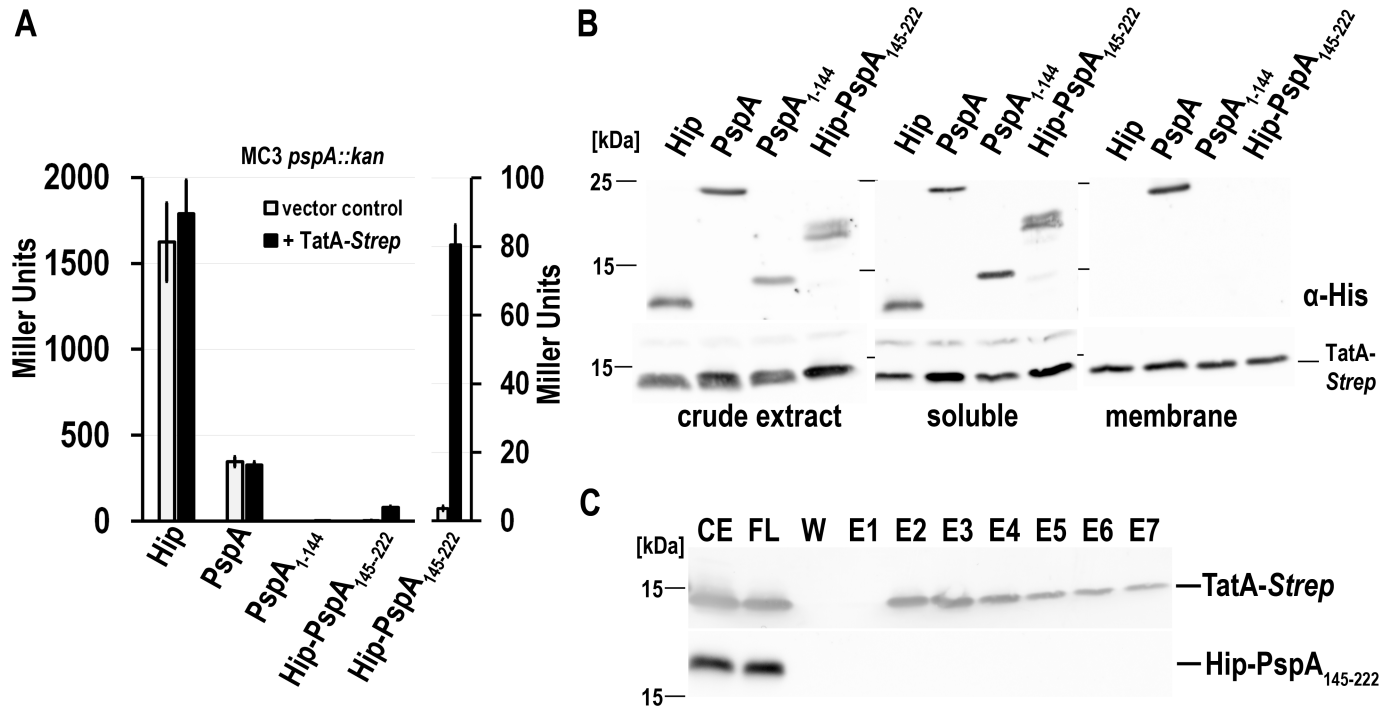 A
MC3 pspA::kan
vector control
+ TatA-Strep
Miller Units
2000
1500
1000
500
0
100
80
60
40
20
0
Miller Units
Hip
PspA
PspA1-144
Hip-PspA145--222
Hip-PspA145-222
B
[kDa]
Hip
PspA
PspA1-144
Hip-PspA145-222
Hip
PspA
PspA1-144
Hip-PspA145-222
Hip
PspA
PspA1-144
Hip-PspA145-222
25
15
α-His
15
TatA-
Strep
crude extract
soluble
membrane
C
[kDa]
CE FL W E1 E2 E3 E4 E5 E6 E7
15
TatA-Strep
Hip-PspA145-222
15